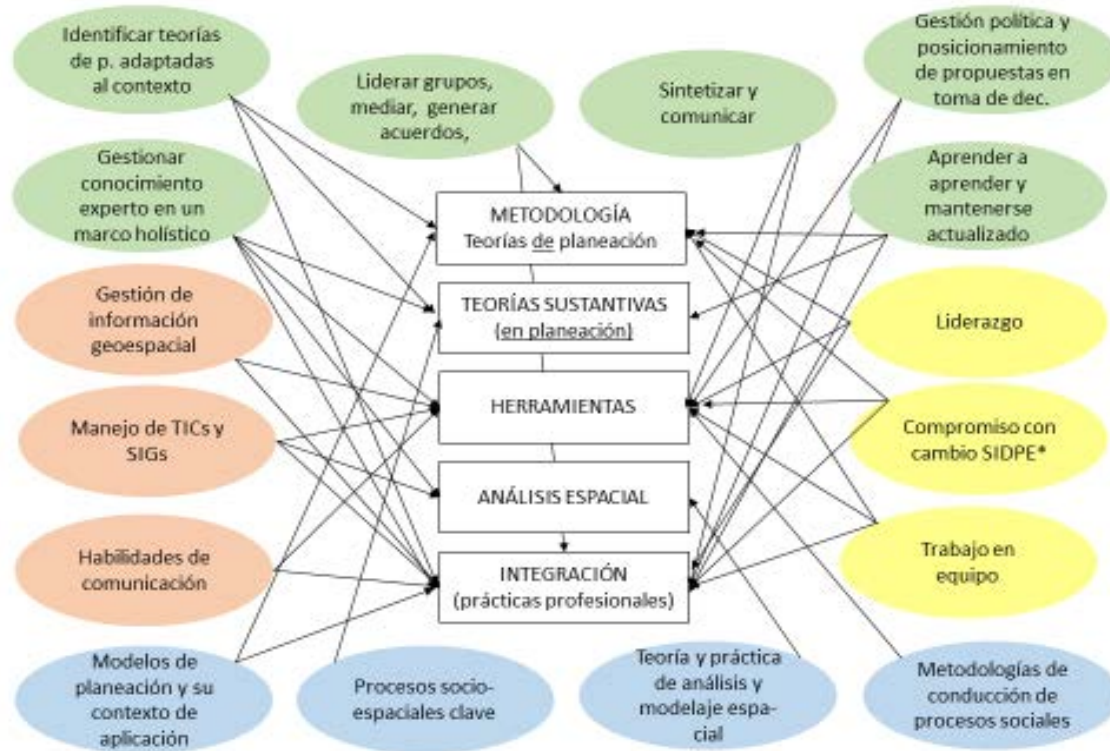 Identificar teorías
de p. adaptadas
al contexto
Liderar grupos,
mediar, generar
acuerdos,
Sintetizar y
comunicar
Gestión política y
posicionamiento
de propuestas en
toma de dec.
Gestionar
conocimiento
experto en un
marco holístico
Aprender a
aprender y
mantenerse
actualizado
METODOLOGÍA
Teorías de planeación
Gestión de
información
geoespacial
TEORÍAS SUSTANTIVAS
(en planeación)
Liderazgo
HERRAMIENTAS
Manejo de TICs y
SIGs
Compromiso con
cambio SIDPE*
ANÁLISIS ESPACIAL
Habilidades de
comunicación
INTEGRACIÓN
(prácticas profesionales)
Trabajo en
equipo
Modelos de
planeación y su
contexto de
aplicación
Procesos socio-
espaciales clave
Teoría y práctica
de análisis y
modelaje espa-
cial
Metodologías de
conducción de
procesos sociales